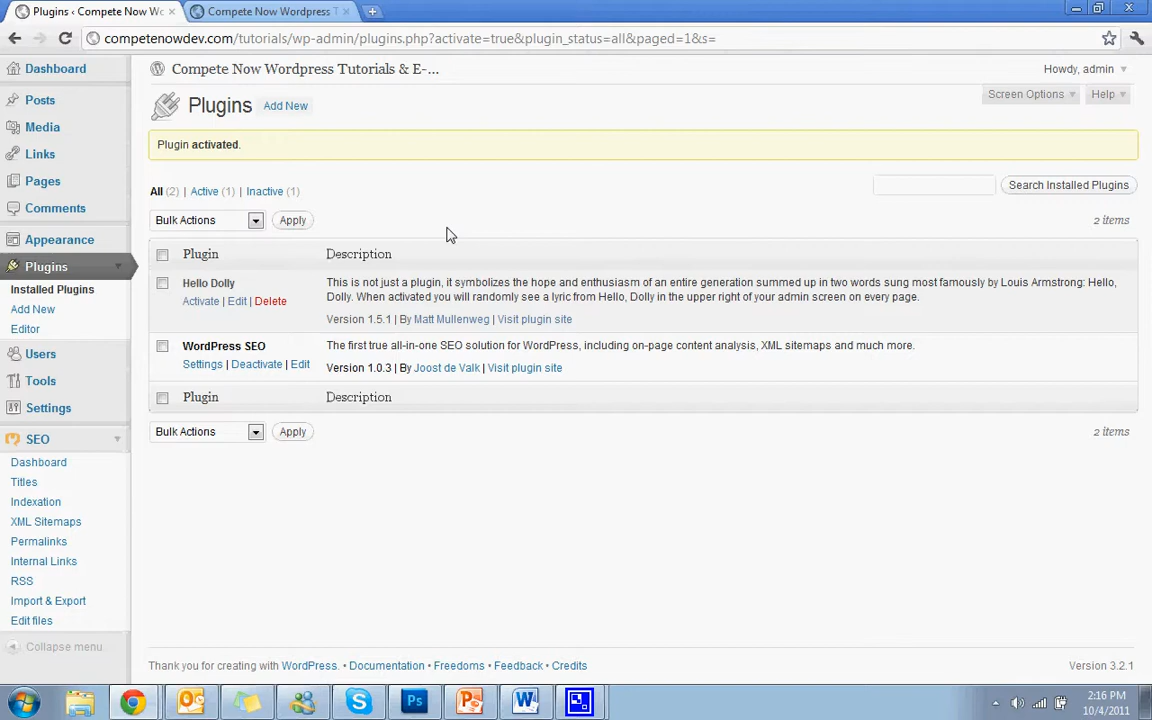 Plugins ‹ Compete Now Wo
Compete Now Wordpress T
competenowdev.com/tutorials/wp-admin/plugins.php?activate=true&plugin_status=all&paged=1&s=
Compete Now Wordpress Tutorials & E-...
Howdy, admin
Screen Options
Help
Plugins Add New
Plugin activated.
All (2) | Active (1) | Inactive (1)
Search Installed Plugins
Bulk Actions Apply
2 items
Plugin Description
Hello Dolly
Activate | Edit | Delete
This is not just a plugin, it symbolizes the hope and enthusiasm of an entire generation summed up in two words sung most famously by Louis Armstrong: Hello,
Dolly. When activated you will randomly see a lyric from Hello, Dolly in the upper right of your admin screen on every page.
Version 1.5.1 | By Matt Mullenweg | Visit plugin site
WordPress SEO
Settings | Deactivate | Edit
The first true all-in-one SEO solution for WordPress, including on-page content analysis, XML sitemaps and much more.
Version 1.0.3 | By Joost de Valk | Visit plugin site
Plugin Description
Bulk Actions Apply
2 items
Dashboard
Posts
Media
Links
Pages
Comments
Appearance
Plugins
Installed Plugins
Add New
Editor
Users
Tools
Settings
SEO
Dashboard
Titles
Indexation
XML Sitemaps
Permalinks
Internal Links
RSS
Import & Export
Edit files
Collapse menu
Thank you for creating with WordPress. • Documentation • Freedoms • Feedback • Credits
Version 3.2.1
Ps
2:16 PM
10/4/2011